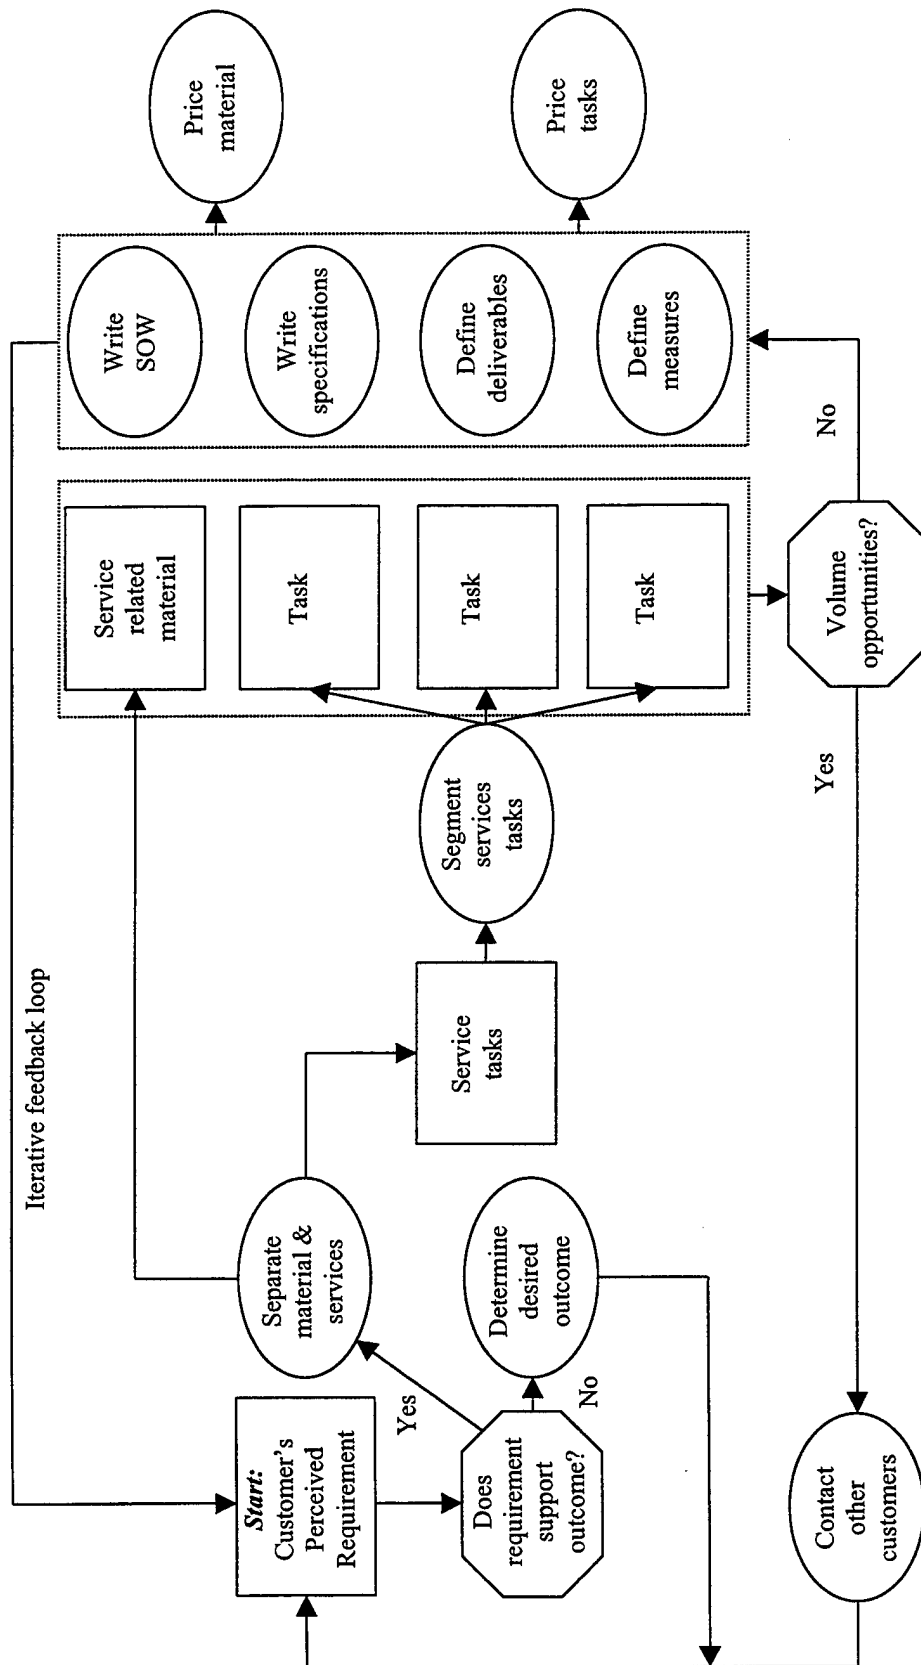 Iterative feedback loop
Start:
Customer's
Perceived
Requirement
Does
requirement
support
outcome?
Yes
No
Separate
material &
services
Determine
desired
outcome
Service
tasks
Segment
services
tasks
Service
related
material
Task
Task
Task
Volume
opportunities?
Yes
No
Contact
other
customers
Write
SOW
Write
specifications
Define
deliverables
Define
measures
Price
material
Price
tasks